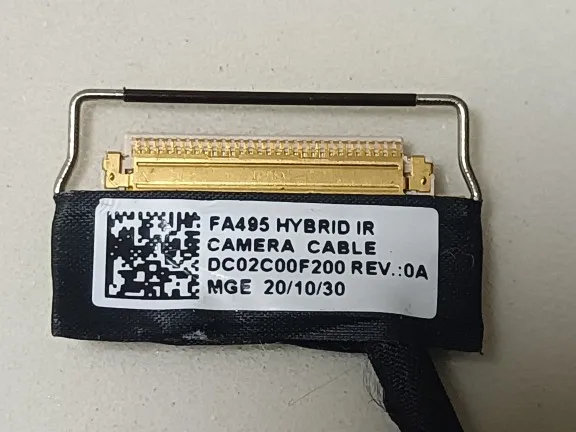 FA495 HYBRID IR
CAMERA CABLE
DC02C00F200 REV.:0A
MGE 20/10/30